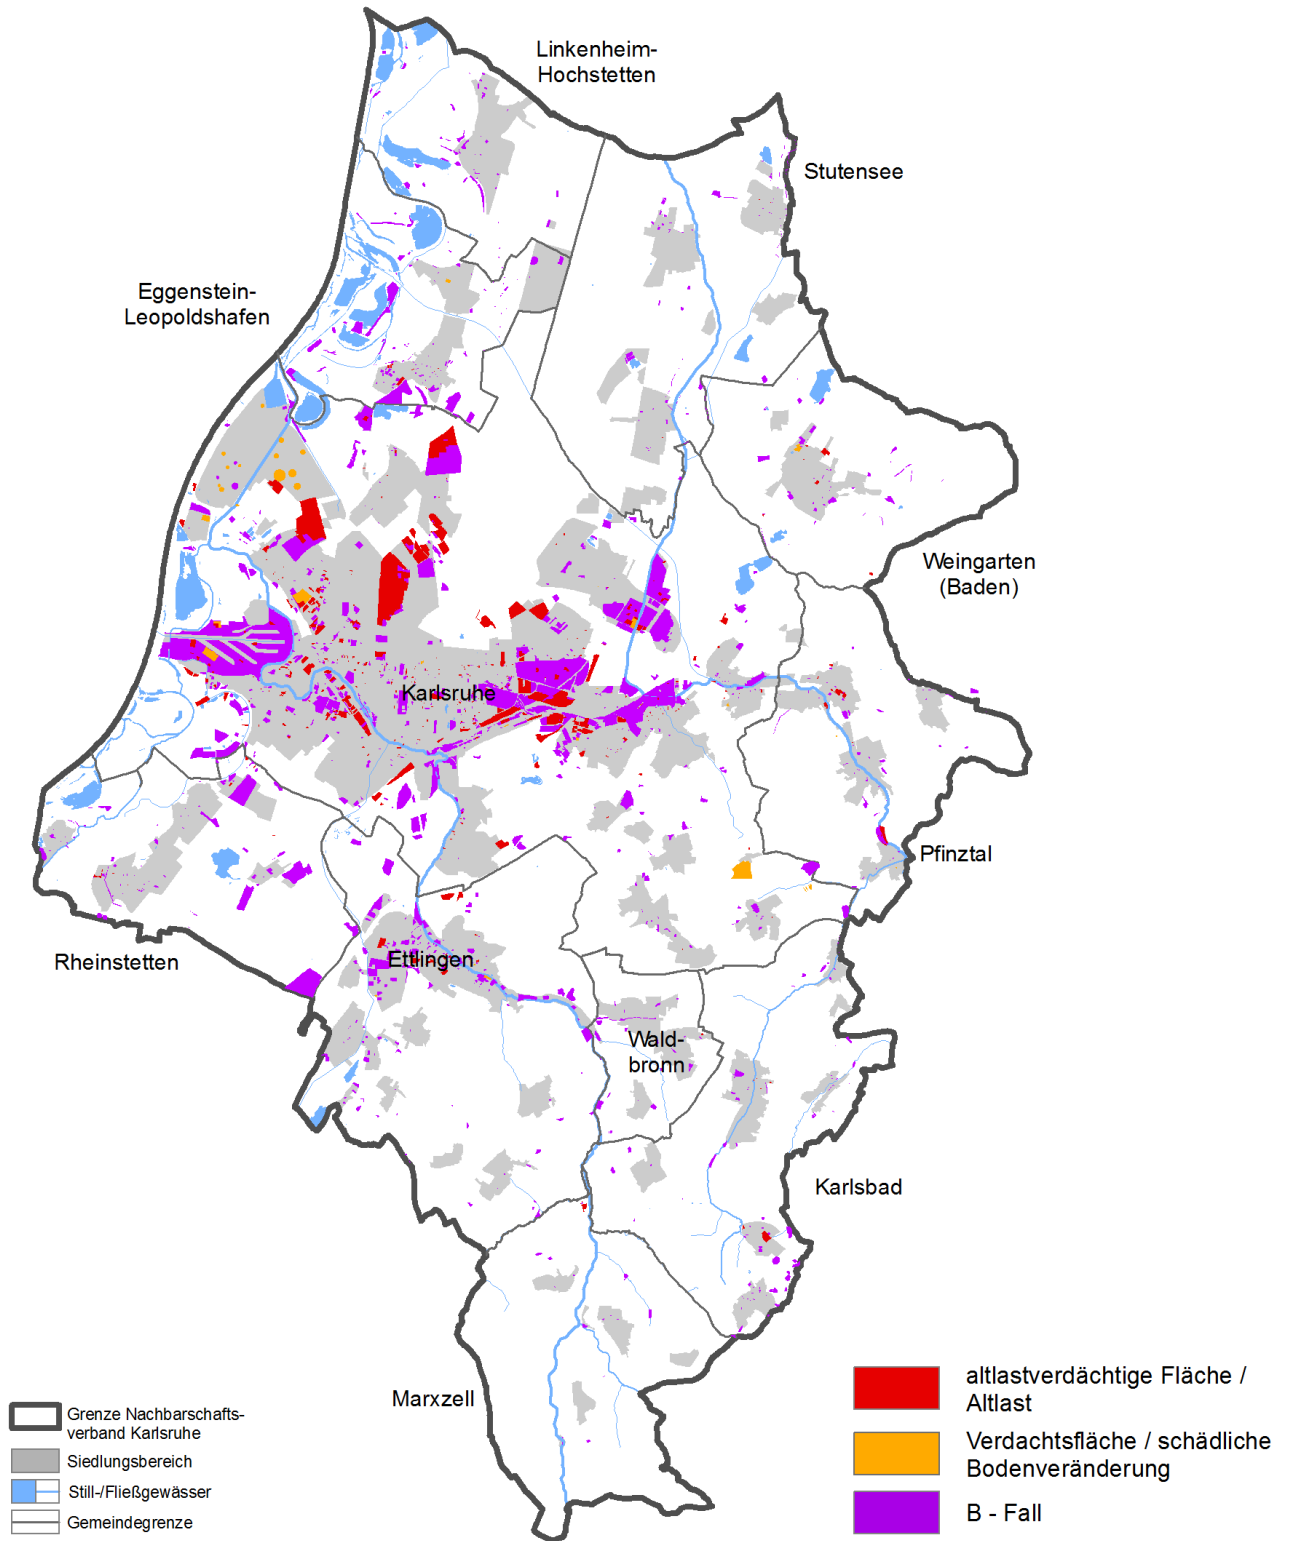 Linkenheim-
Hochstetten
Stutensee
Eggenstein-
Leopoldshafen
Weingarten
(Baden)
Karlsruhe
Pfinztal
Rheinstetten
Ettlingen
Wald-
bronn
Karlsbad
Marxzell
Grenze Nachbarschafts-
verband Karlsruhe
Siedlungsbereich
Still-/Fließgewässer
Gemeindegrenze
altlastverdächtige Fläche /
Altlast
Verdachtsfläche / schädliche
Bodenveränderung
B - Fall